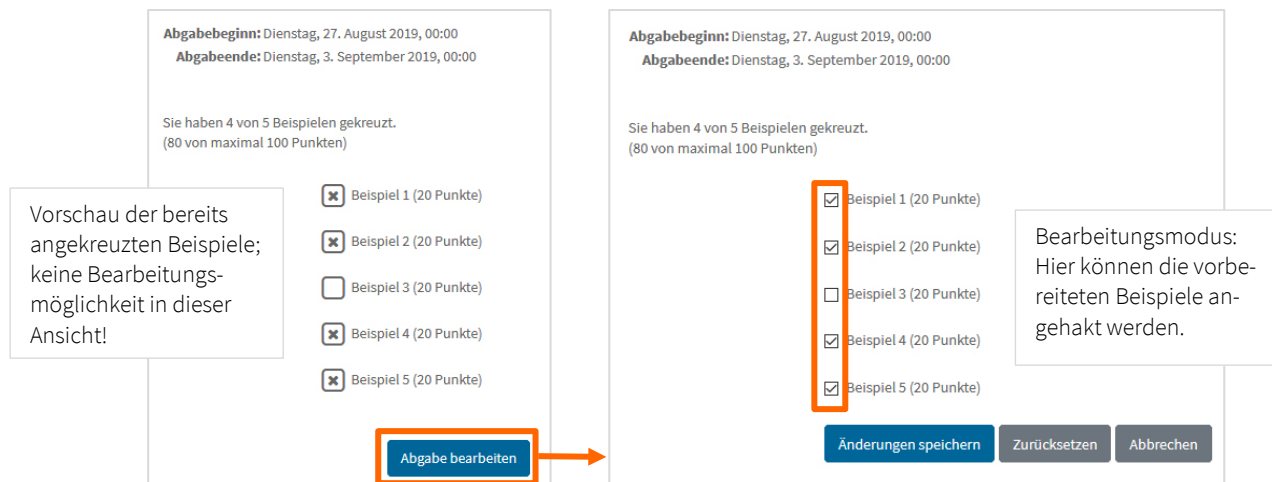 Abgabebeginn: Dienstag, 27. August 2019, 00:00
Abgabeende: Dienstag, 3. September 2019, 00:00
Sie haben 4 von 5 Beispielen gekreuzt.
(80 von maximal 100 Punkten)
Vorschau der bereits
angekreuzten Beispiele;
keine Bearbeitungs-
möglichkeit in dieser
Ansicht!
Beispiel 1 (20 Punkte)
Beispiel 2 (20 Punkte)
Beispiel 3 (20 Punkte)
Beispiel 4 (20 Punkte)
Beispiel 5 (20 Punkte)
Abgabe bearbeiten
Abgabebeginn: Dienstag, 27. August 2019, 00:00
Abgabeende: Dienstag, 3. September 2019, 00:00
Sie haben 4 von 5 Beispielen gekreuzt.
(80 von maximal 100 Punkten)
Beispiel 1 (20 Punkte)
Beispiel 2 (20 Punkte)
Beispiel 3 (20 Punkte)
Beispiel 4 (20 Punkte)
Beispiel 5 (20 Punkte)
Bearbeitungsmodus:
Hier können die vorbe-
reiteten Beispiele an-
gehakt werden.
Änderungen speichern
Zurücksetzen
Abbrechen